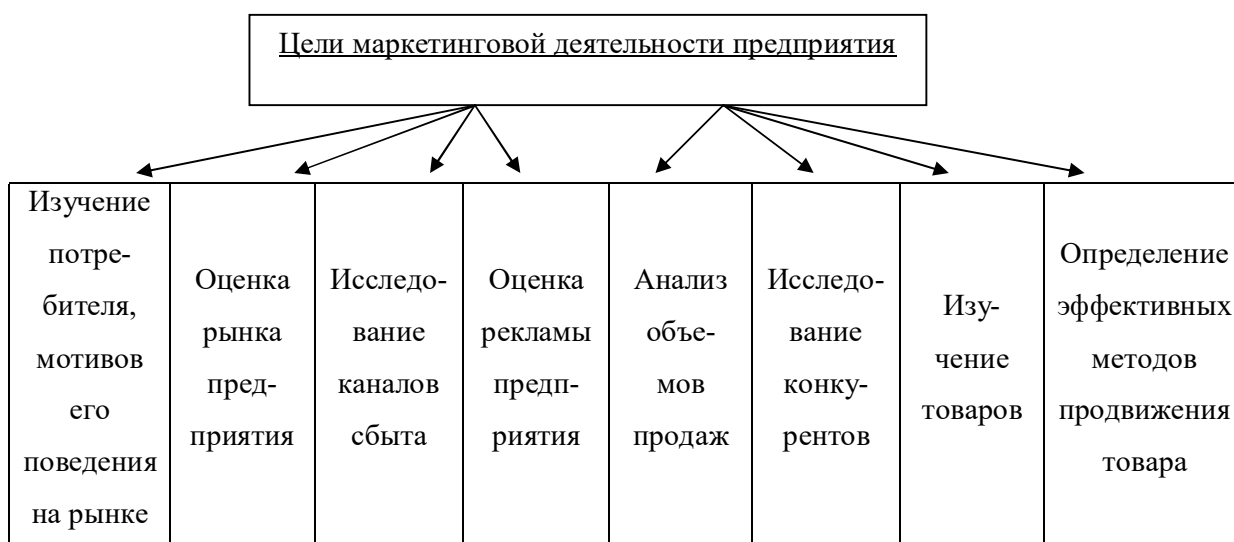 Цели маркетинговой деятельности предприятия
Изучение
потре-
бителя,
мотивов
его
поведения
на рынке
Оценка
рынка
пред-
приятия
Исследо-
вание
каналов
сбыта
Оценка
рекламы
предп-
риятия
Анализ
объе-
мов
продаж
Исследо-
вание
конку-
рентов
Изу-
чение
товаров
Определение
эффективных
методов
продвижения
товара